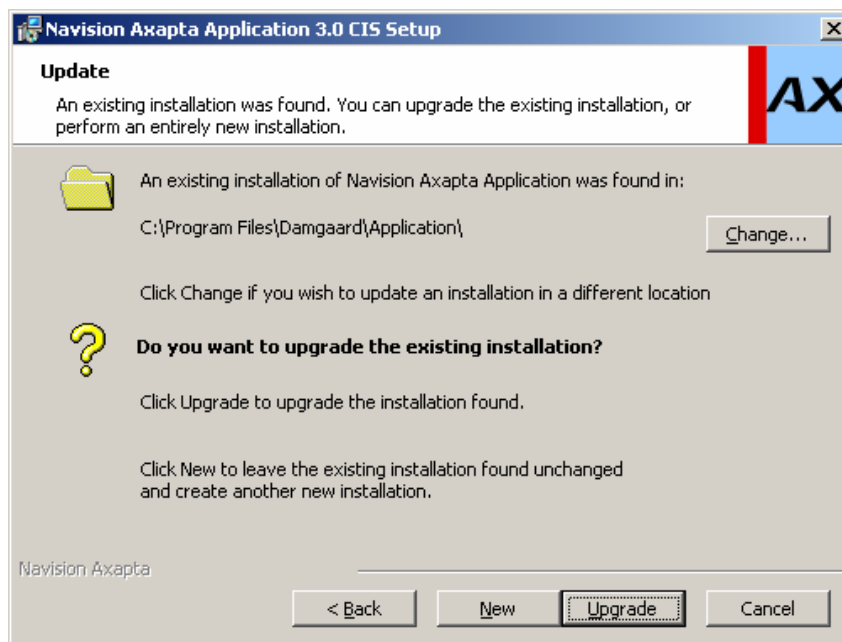 Navision Axapta Application 3.0 CIS Setup
Update
An existing installation was found. You can upgrade the existing installation, or
perform an entirely new installation.
AX
An existing installation of Navision Axapta Application was found in:
C:\Program Files\Damgaard\Application\
Change...
Click Change if you wish to update an installation in a different location
Do you want to upgrade the existing installation?
Click Upgrade to upgrade the installation found.
Click New to leave the existing installation found unchanged
and create another new installation.
Navision Axapta
< Back
New
Upgrade
Cancel